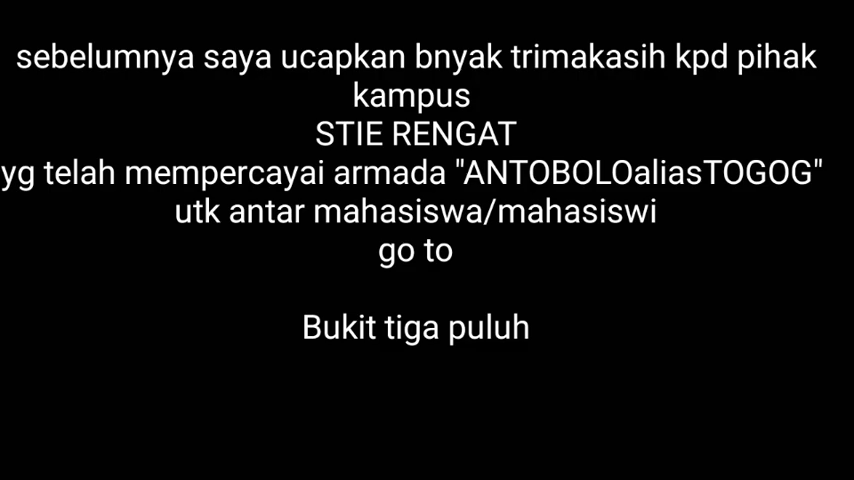 sebelumnya saya ucapkan bnyak trimakasih kpd pihak
kampus
STIE RENGAT
yg telah mempercayai armada "ANTOBOLOaliasTOGOG"
utk antar mahasiswa/mahasiswi
go to
Bukit tiga puluh